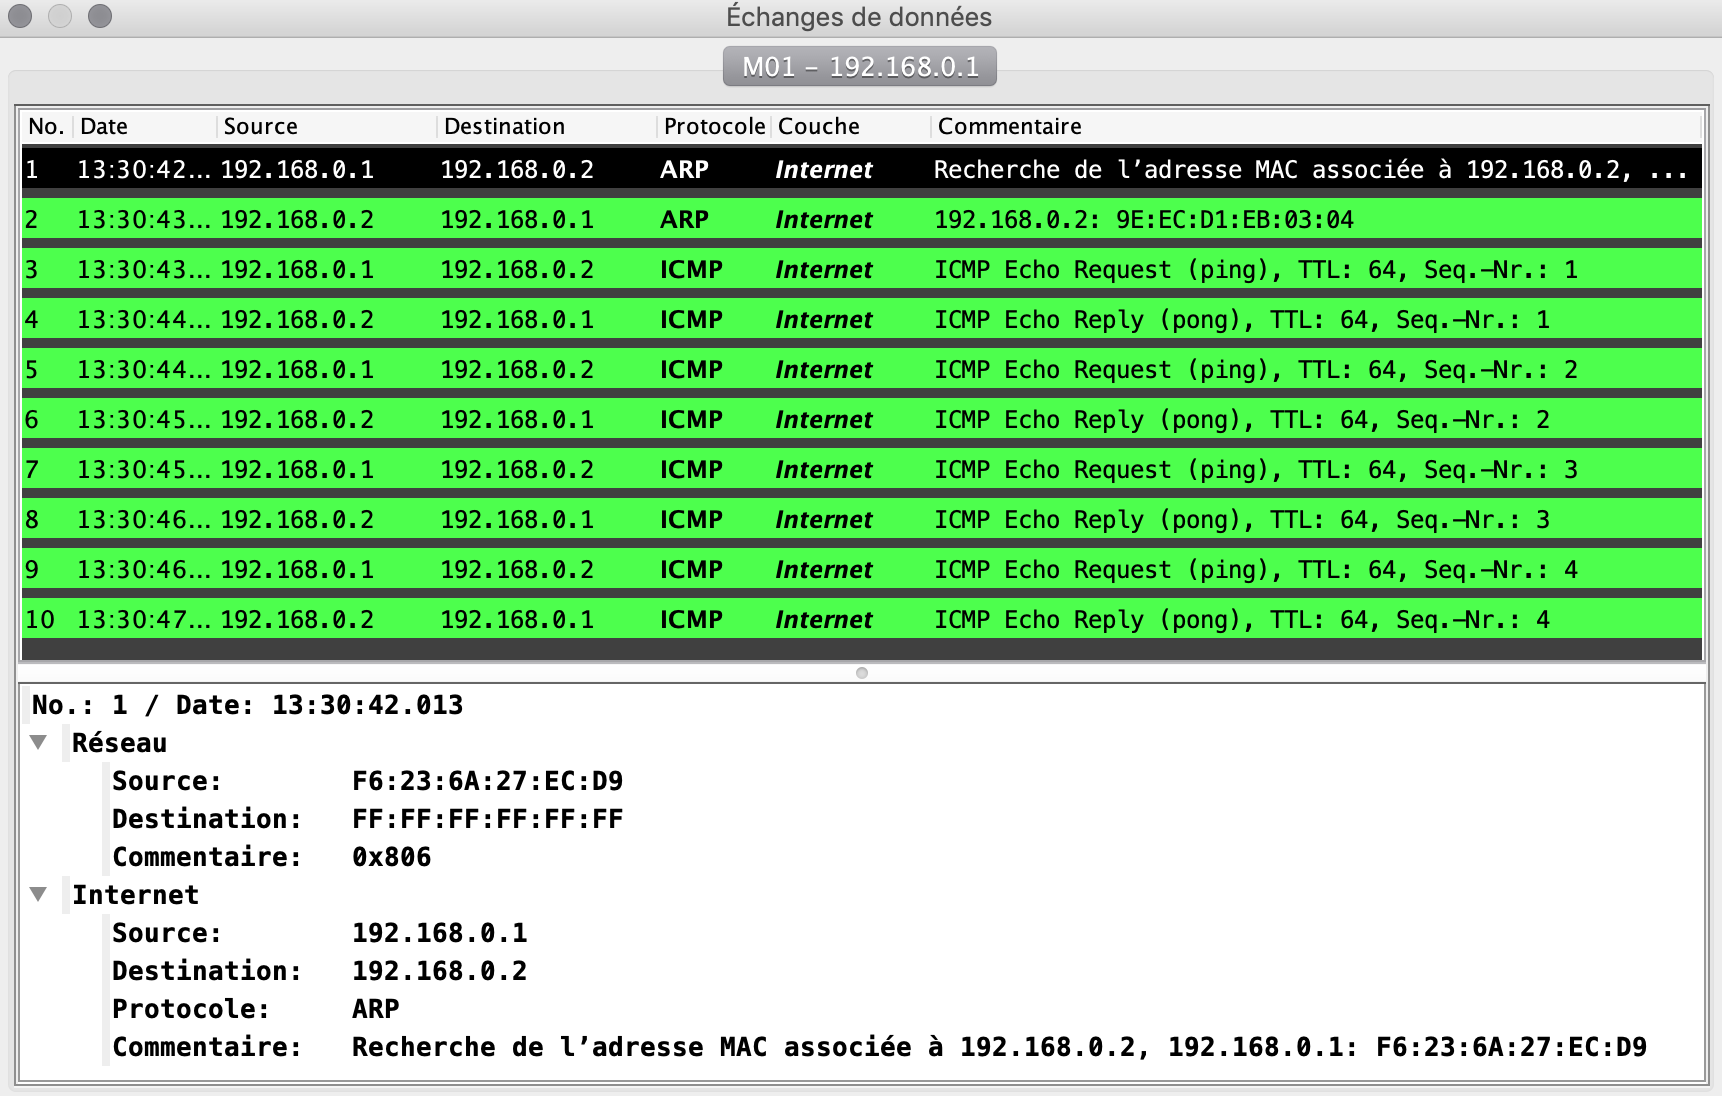 Échanges de données
M01 – 192.168.0.1
No. Date Source Destination Protocole Couche Commentaire
1 13:30:42... 192.168.0.1 192.168.0.2 ARP Internet Recherche de l’adresse MAC associée à 192.168.0.2, ...
2 13:30:43... 192.168.0.2 192.168.0.1 ARP Internet 192.168.0.2: 9E:EC:D1:EB:03:04
3 13:30:43... 192.168.0.1 192.168.0.2 ICMP Internet ICMP Echo Request (ping), TTL: 64, Seq.–Nr.: 1
4 13:30:44... 192.168.0.2 192.168.0.1 ICMP Internet ICMP Echo Reply (pong), TTL: 64, Seq.–Nr.: 1
5 13:30:44... 192.168.0.1 192.168.0.2 ICMP Internet ICMP Echo Request (ping), TTL: 64, Seq.–Nr.: 2
6 13:30:45... 192.168.0.2 192.168.0.1 ICMP Internet ICMP Echo Reply (pong), TTL: 64, Seq.–Nr.: 2
7 13:30:45... 192.168.0.1 192.168.0.2 ICMP Internet ICMP Echo Request (ping), TTL: 64, Seq.–Nr.: 3
8 13:30:46... 192.168.0.2 192.168.0.1 ICMP Internet ICMP Echo Reply (pong), TTL: 64, Seq.–Nr.: 3
9 13:30:46... 192.168.0.1 192.168.0.2 ICMP Internet ICMP Echo Request (ping), TTL: 64, Seq.–Nr.: 4
10 13:30:47... 192.168.0.2 192.168.0.1 ICMP Internet ICMP Echo Reply (pong), TTL: 64, Seq.–Nr.: 4
No.: 1 / Date: 13:30:42.013
Réseau
Source: F6:23:6A:27:EC:D9
Destination: FF:FF:FF:FF:FF:FF
Commentaire: 0x806
Internet
Source: 192.168.0.1
Destination: 192.168.0.2
Protocole: ARP
Commentaire: Recherche de l’adresse MAC associée à 192.168.0.2, 192.168.0.1: F6:23:6A:27:EC:D9